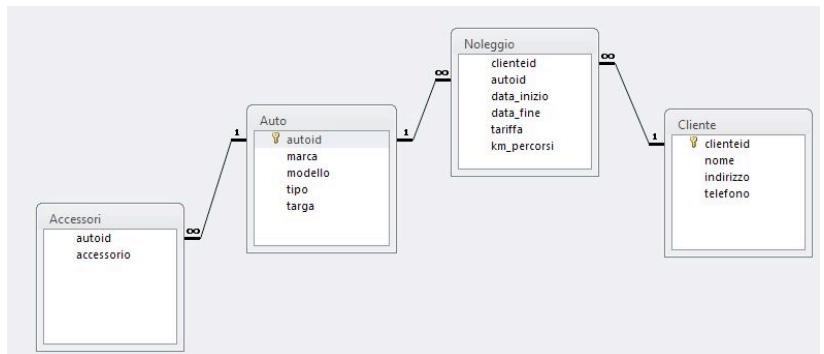 Accessori
autoid
accessorio
∞
1
Auto
autoid
marca
modello
tipo
targa
1
∞
Noleggio
clienteid
autoid
data_inizio
data_fine
tariffa
km_percorsi
∞
1
Cliente
clienteid
nome
indirizzo
telefono